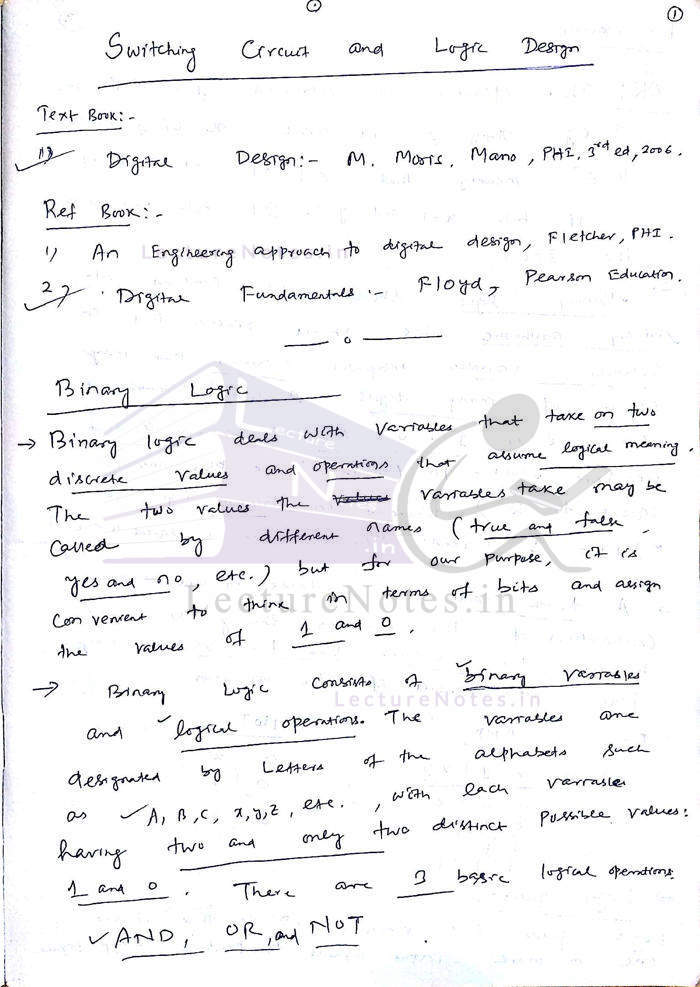 1
Switching Circuit and Logic Design
Text Book:-
1) Digital Design:- M. Morris. Mano, PHI, 3rd ed, 2006.
Ref Book:-
1) An Engineering approach to digital design, Fletcher, PHI.
2) Digital Fundamentals :- Floyd, Pearson Education.
Binary Logic
→ Binary logic deals with variables that take on two
discrete values and operations that assume logical meaning.
The two values the values variables take may be
called by different names (true and false,
yes and no, etc.) but for our purpose, it is
convenient to think in terms of bits and assign
the values of 1 and 0.
→ Binary Logic consists of binary variables
and logical operations. The variables are
designated by Letters of the alphabets such
as A, B, C, x, y, z, etc., with each variable
having two and only two distinct possible values:
1 and 0. There are 3 basic logical operations
AND, OR, and NOT.
LectureNotes.in
LectureNotes.in
LectureNotes.in
Lecture
.in